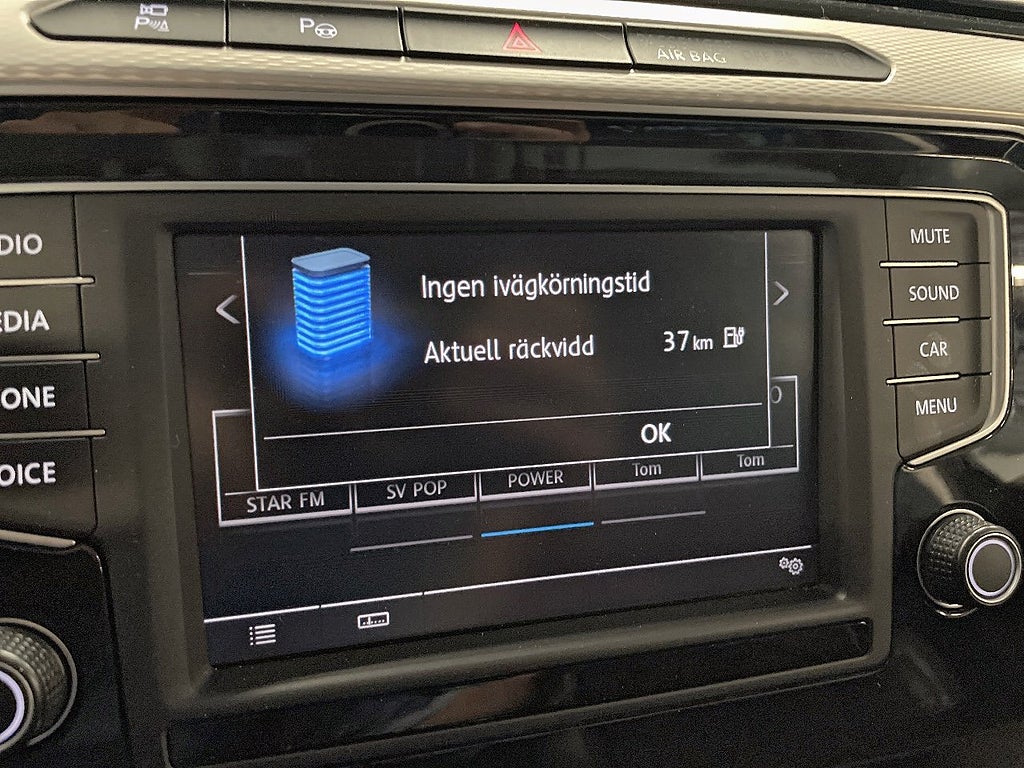 P
P
AIR BAG
DIO
EDIA
ONE
OICE
Ingen ivägkörningstid
Aktuell räckvidd 37 km
OK
STAR FM SV POP POWER Tom Tom
MUTE
SOUND
CAR
MENU